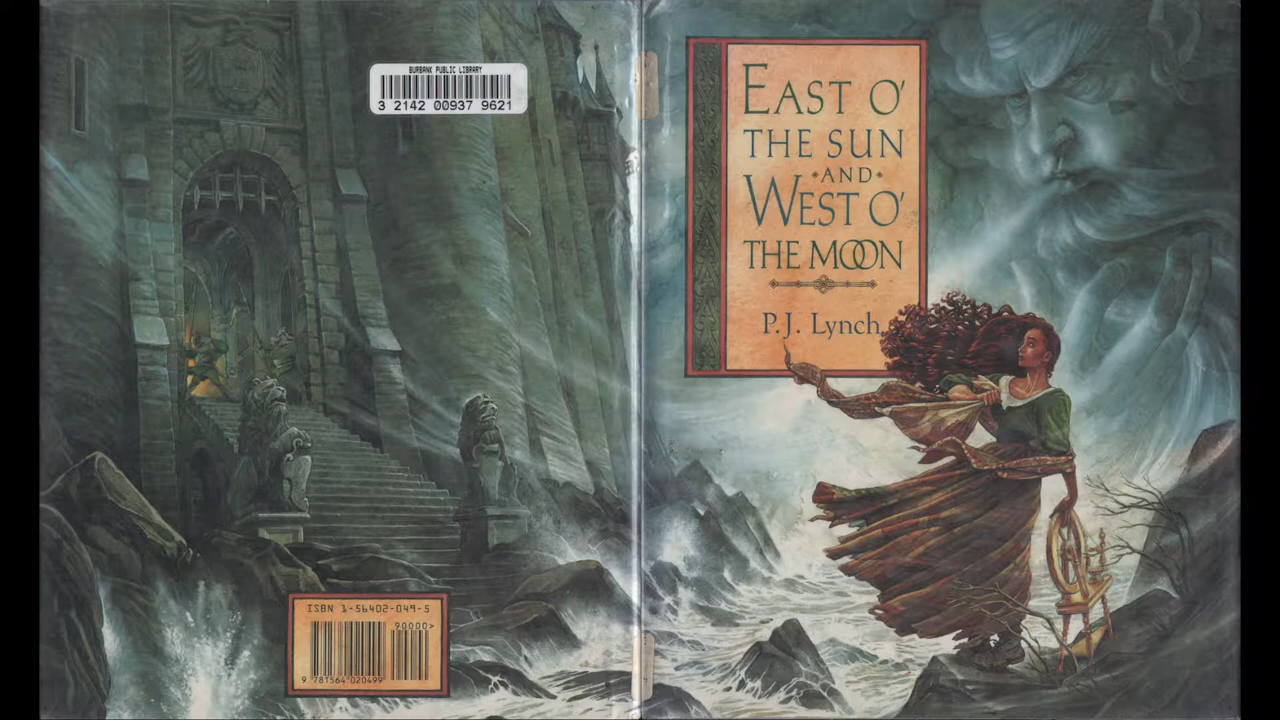 BURBANK PUBLIC LIBRARY
3 2142 00937 9621
ISBN 1-56402-049-5
90000>
9 781564 020499
EAST O'
THE SUN
AND
WEST O'
THE MOON
P.J. Lynch